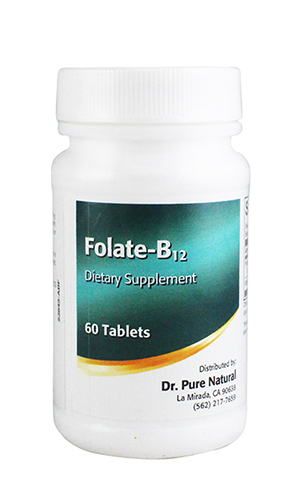 Folate-B12
Dietary Supplement
60 Tablets
Distributed by:
Dr. Pure Natural
La Mirada, CA 90638
(562) 217-7659